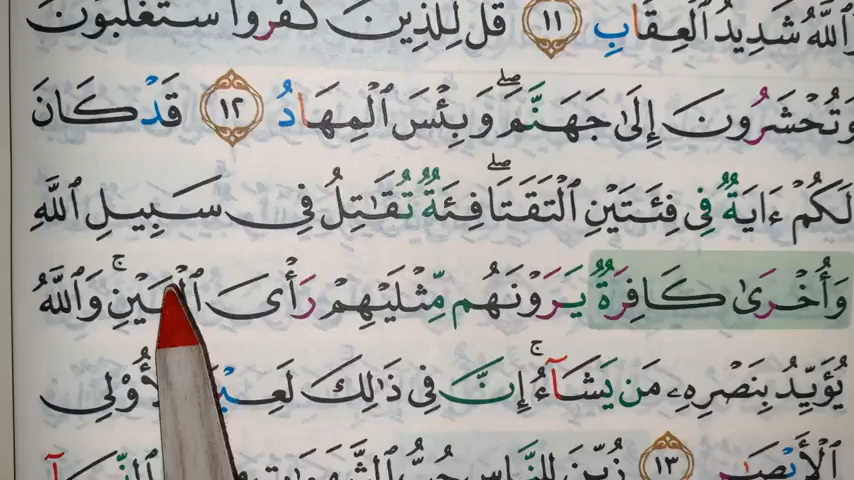 وَٱللَّهُ شَدِيدُ ٱلْعِقَابِ ١١ قُل لِّلَّذِينَ كَفَرُوا۟ سَتُغْلَبُونَ
وَتُحْشَرُونَ إِلَىٰ جَهَنَّمَ ۖ وَبِئْسَ ٱلْمِهَادُ ١٢ قَدْ كَانَ
لَكُمْ ءَايَةٌ فِى فِئَتَيْنِ ٱلْتَقَتَا ۖ فِئَةٌ تُقَـٰتِلُ فِى سَبِيلِ ٱللَّهِ
وَأُخْرَىٰ كَافِرَةٌ يَرَوْنَهُم مِّثْلَيْهِمْ رَأْىَ ٱلْعَيْنِ ۚ وَٱللَّهُ
يُؤَيِّدُ بِنَصْرِهِۦ مَن يَشَآءُ ۚ إِنَّ فِى ذَٰلِكَ
ٱلْأَبْصَـٰرِ ١٣ زُيِّنَ لِلنَّاسِ حُبُّ ٱلشَّهَوَٰتِ